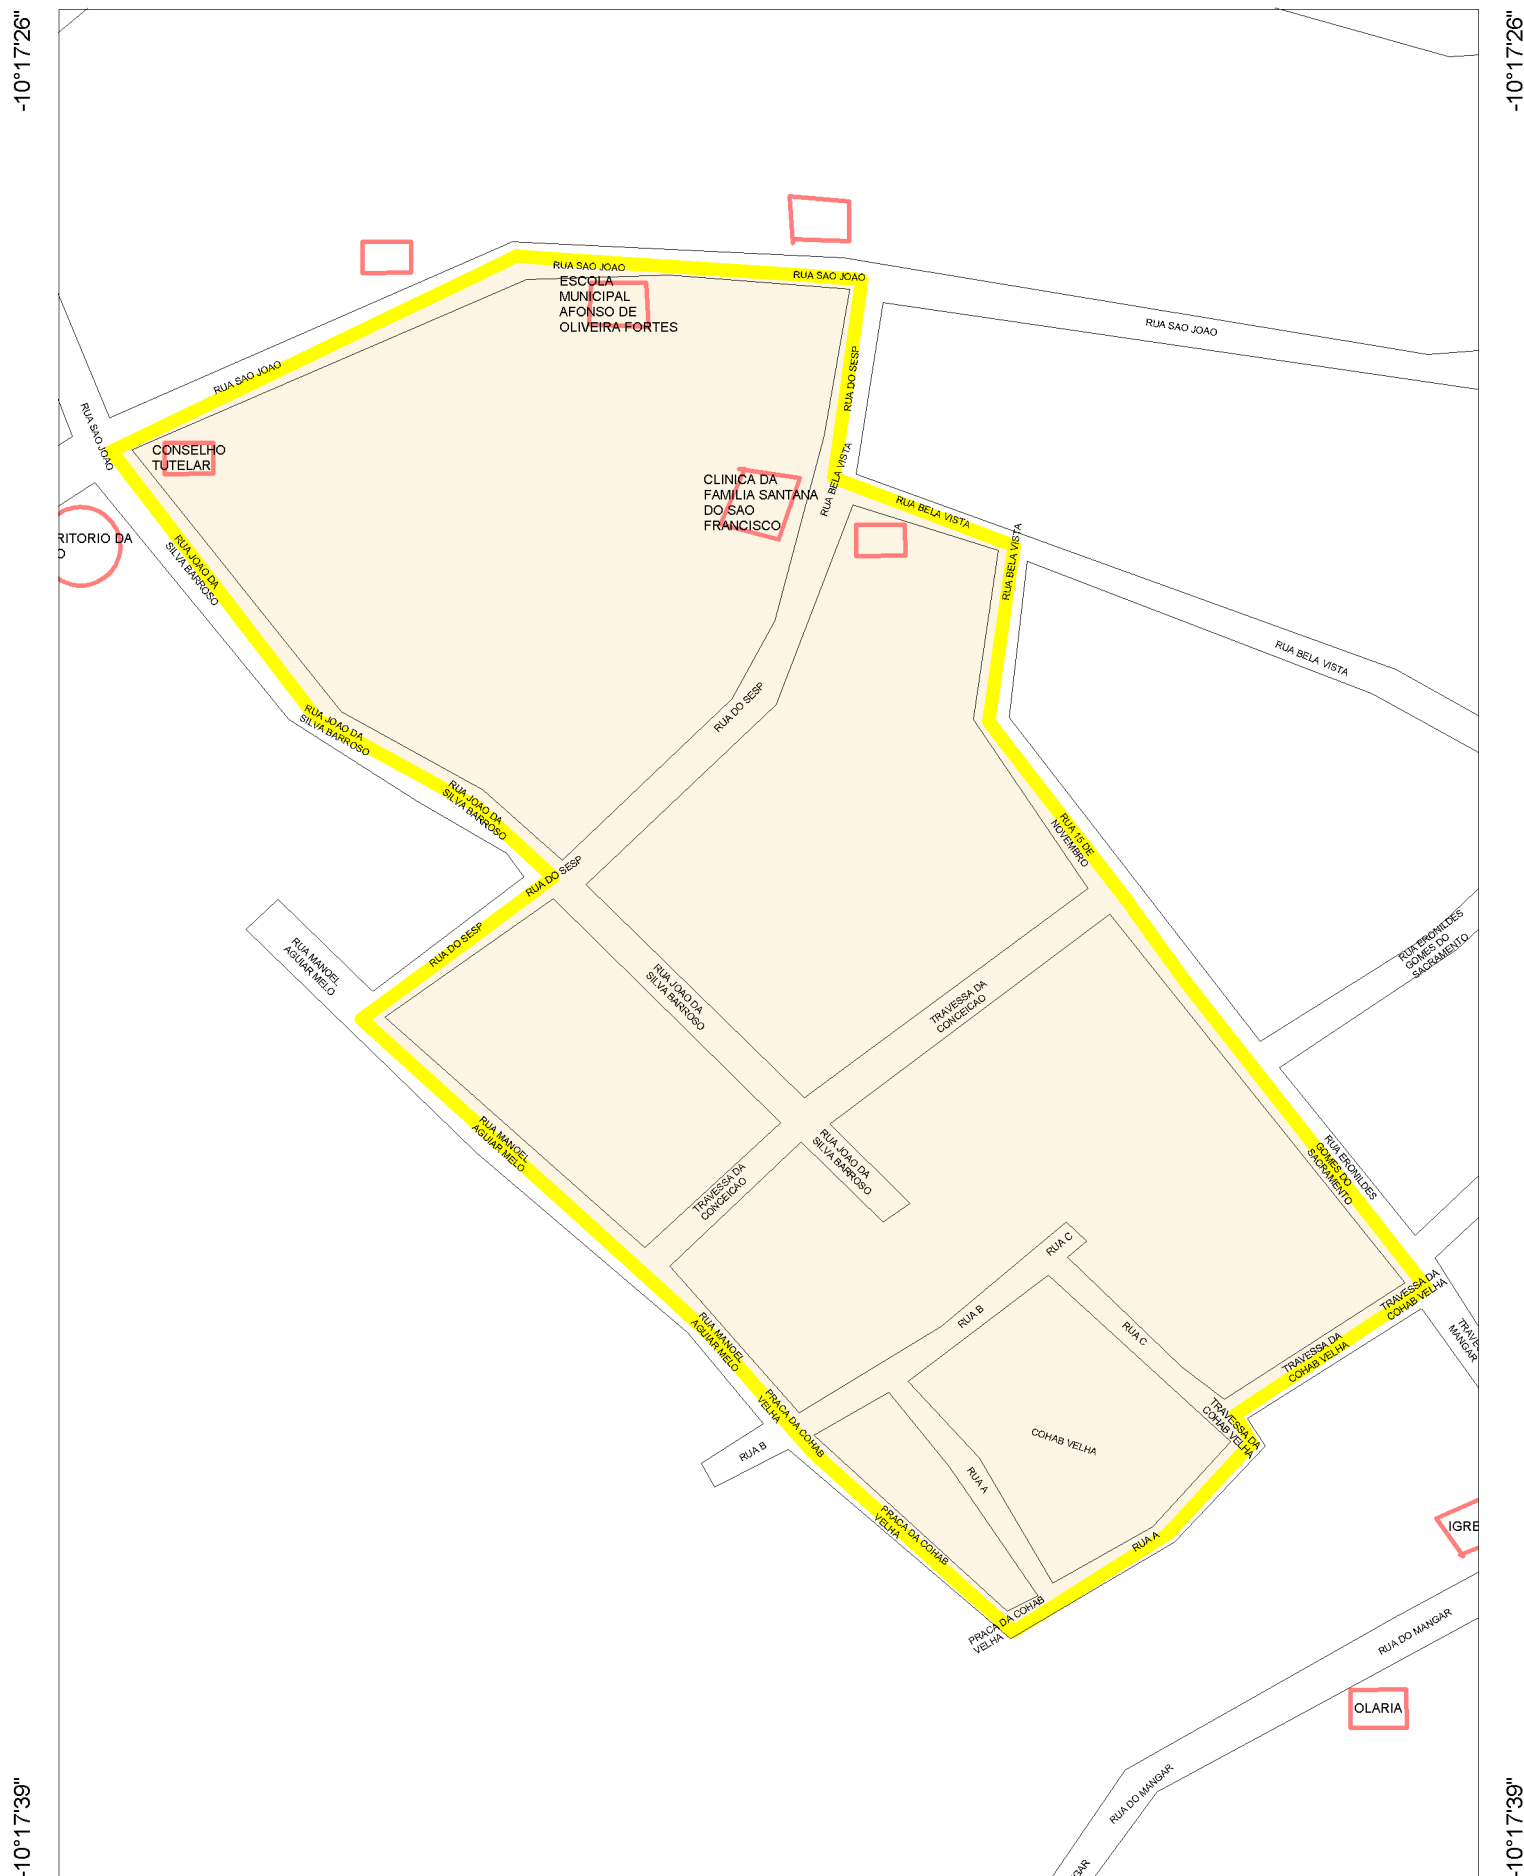 -10°17'26"
-10°17'26"
RUA SAO JOAO
RUA SAO JOAO
ESCOLA
MUNICIPAL
AFONSO DE
OLIVEIRA FORTES
RUA SAO JOAO
RUA SAO JOAO
RUA DO SESP
RUA SAO JOAO
CONSELHO
TUTELAR
RUA BELA VISTA
CLINICA DA
FAMILIA SANTANA
DO SAO
FRANCISCO
RUA BELA VISTA
RITORIO DA
O
RUA JOAO DA
SILVA BARROSO
RUA BELA VISTA
RUA BELA VISTA
RUA DO SESP
RUA JOAO DA
SILVA BARROSO
RUA JOAO DA
SILVA BARROSO
RUA 15 DE
NOVEMBRO
RUA DO SESP
RUA DO SESP
RUA MANOEL
AGUIAR MELO
RUA ERONILDES
GOMES DO
SACRAMENTO
RUA JOAO DA
SILVA BARROSO
TRAVESSA DA
CONCEICAO
RUA MANOEL
AGUIAR MELO
RUA JOAO DA
SILVA BARROSO
TRAVESSA DA
CONCEICAO
RUA ERONILDES
GOMES DO
SACRAMENTO
RUA C
RUA B
RUA C
TRAVESSA DA
COHAB VELHA
RUA MANOEL
AGUIAR MELO
TRAVESSA DA
COHAB VELHA
TRAVE
MANGAR
PRACA DA COHAB
VELHA
TRAVESSA DA
COHAB VELHA
COHAB VELHA
RUA B
RUA A
PRACA DA COHAB
VELHA
RUA A
IGRE
PRACA DA COHAB
VELHA
RUA DO MANGAR
OLARIA
RUA DO MANGAR
GAR
-10°17'39"
-10°17'39"